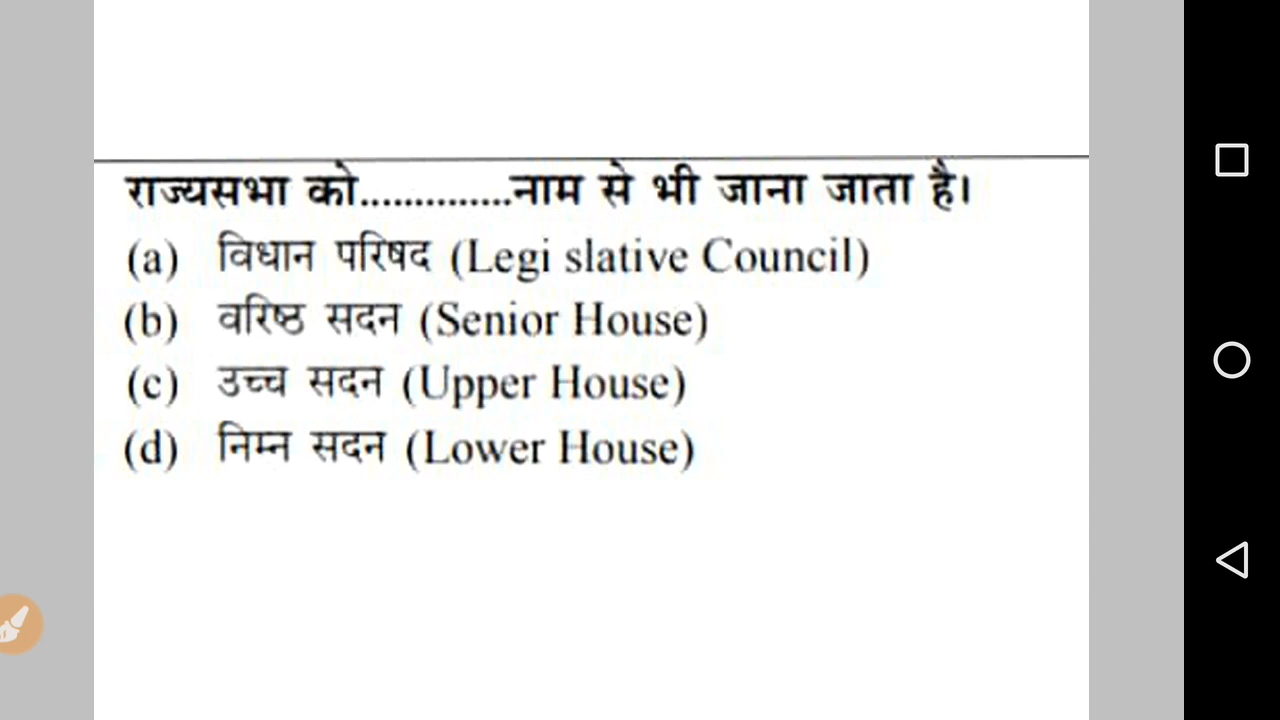 राज्यसभा को..............नाम से भी जाना जाता है।
(a) विधान परिषद (Legi slative Council)
(b) वरिष्ठ सदन (Senior House)
(c) उच्च सदन (Upper House)
(d) निम्न सदन (Lower House)